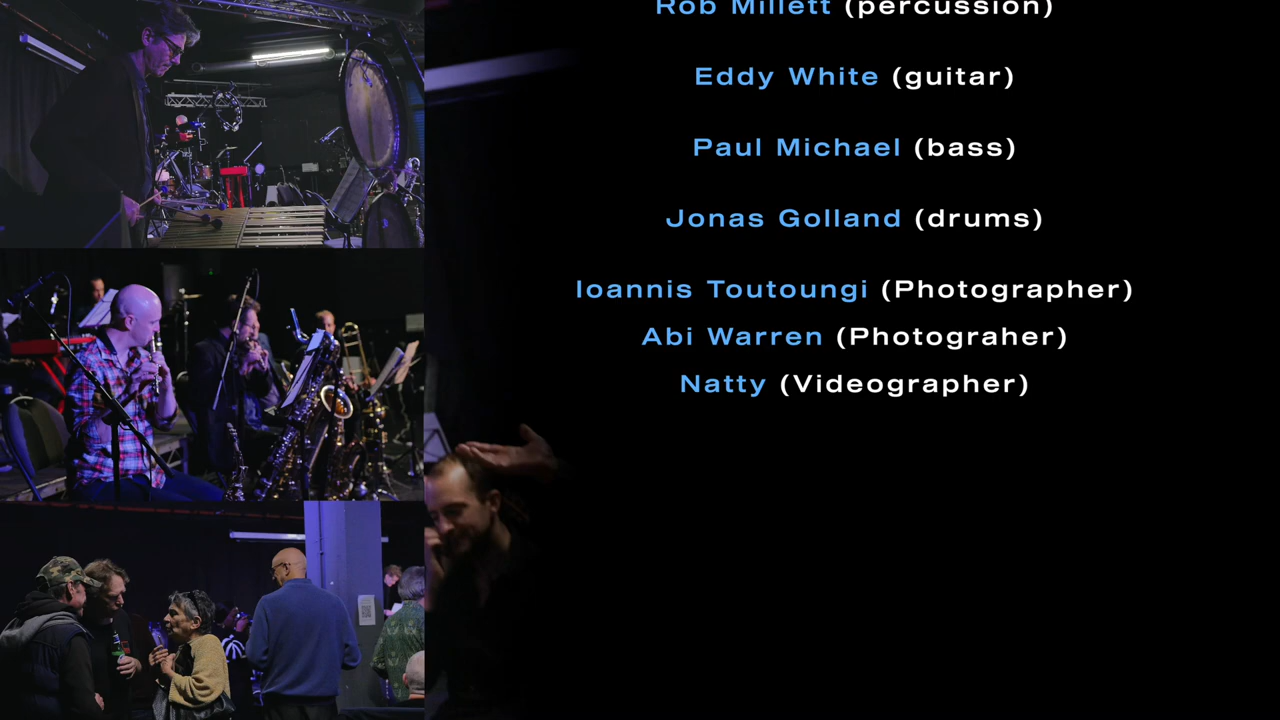 Rob Millett (percussion)
Eddy White (guitar)
Paul Michael (bass)
Jonas Golland (drums)
Ioannis Toutoungi (Photographer)
Abi Warren (Photograher)
Natty (Videographer)